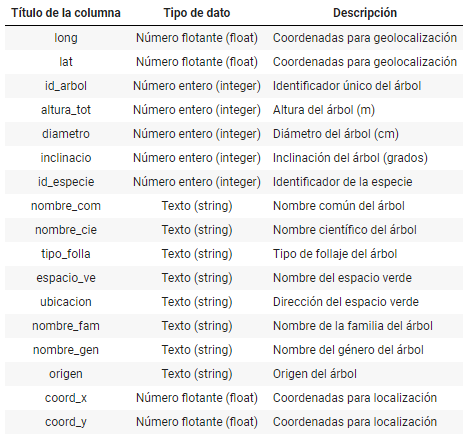 Título de la columna Tipo de dato Descripción
long Número flotante (float) Coordenadas para geolocalización
lat Número flotante (float) Coordenadas para geolocalización
id_arbol Número entero (integer) Identificador único del árbol
altura_tot Número entero (integer) Altura del árbol (m)
diametro Número entero (integer) Diámetro del árbol (cm)
inclinacio Número entero (integer) Inclinación del árbol (grados)
id_especie Número entero (integer) Identificador de la especie
nombre_com Texto (string) Nombre común del árbol
nombre_cie Texto (string) Nombre científico del árbol
tipo_folla Texto (string) Tipo de follaje del árbol
espacio_ve Texto (string) Nombre del espacio verde
ubicacion Texto (string) Dirección del espacio verde
nombre_fam Texto (string) Nombre de la familia del árbol
nombre_gen Texto (string) Nombre del género del árbol
origen Texto (string) Origen del árbol
coord_x Número flotante (float) Coordenadas para localización
coord_y Número flotante (float) Coordenadas para localización